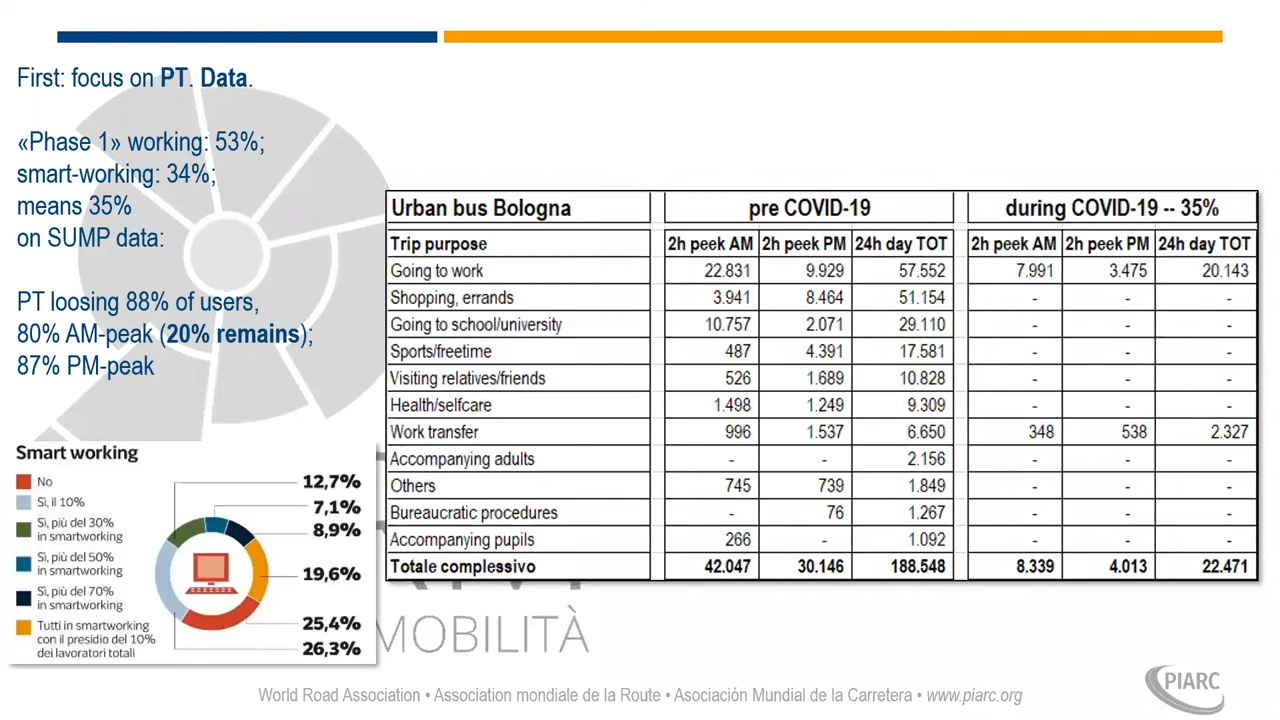 First: focus on PT. Data.
«Phase 1» working: 53%;
smart-working: 34%;
means 35%
on SUMP data:
PT loosing 88% of users,
80% AM-peak (20% remains);
87% PM-peak
Smart working
No
Sì, il 10%
Sì, più del 30%
in smartworking
Sì, più del 50%
in smartworking
Sì, più del 70%
in smartworking
Tutti in smartworking
con il presidio del 10%
dei lavoratori totali
12,7%
7,1%
8,9%
19,6%
25,4%
26,3%
Urban bus Bologna pre COVID-19 during COVID-19 -- 35%
Trip purpose 2h peek AM 2h peek PM 24h day TOT 2h peek AM 2h peek PM 24h day TOT
Going to work 22.831 9.929 57.552 7.991 3.475 20.143
Shopping, errands 3.941 8.464 51.154 - - -
Going to school/university 10.757 2.071 29.110 - - -
Sports/freetime 487 4.391 17.581 - - -
Visiting relatives/friends 526 1.689 10.828 - - -
Health/selfcare 1.498 1.249 9.309 - - -
Work transfer 996 1.537 6.650 348 538 2.327
Accompanying adults - - 2.156 - - -
Others 745 739 1.849 - - -
Bureaucratic procedures - 76 1.267 - - -
Accompanying pupils 266 - 1.092 - - -
Totale complessivo 42.047 30.146 188.548 8.339 4.013 22.471
MOBILITÀ
World Road Association • Association mondiale de la Route • Asociación Mundial de la Carretera • www.piarc.org
PIARC